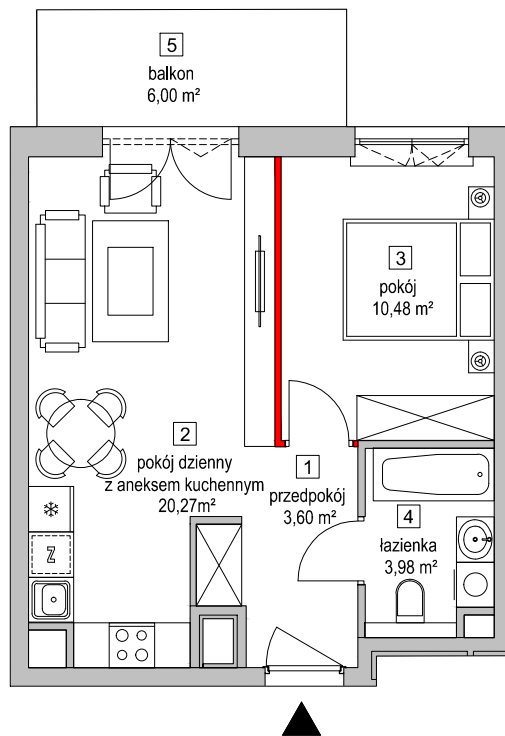 5
balkon
6,00 m²
3
pokój
10,48 m²
2
pokój dzienny
z aneksem kuchennym
20,27m²
1
przedpokój
3,60 m²
4
łazienka
3,98 m²
Z